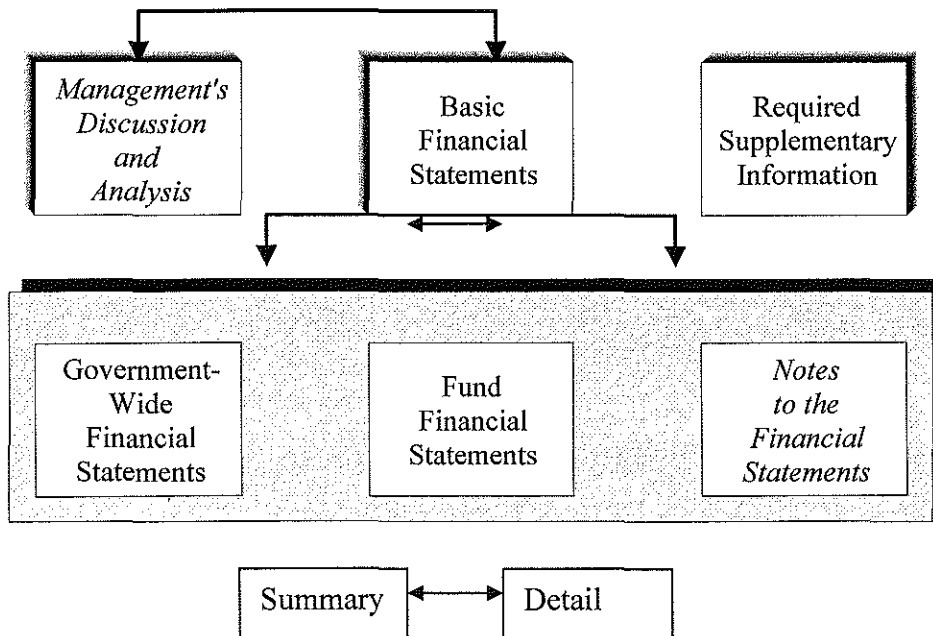 Management's
Discussion
and
Analysis
Basic
Financial
Statements
Required
Supplementary
Information
Government-
Wide
Financial
Statements
Fund
Financial
Statements
Notes
to the
Financial
Statements
Summary
Detail